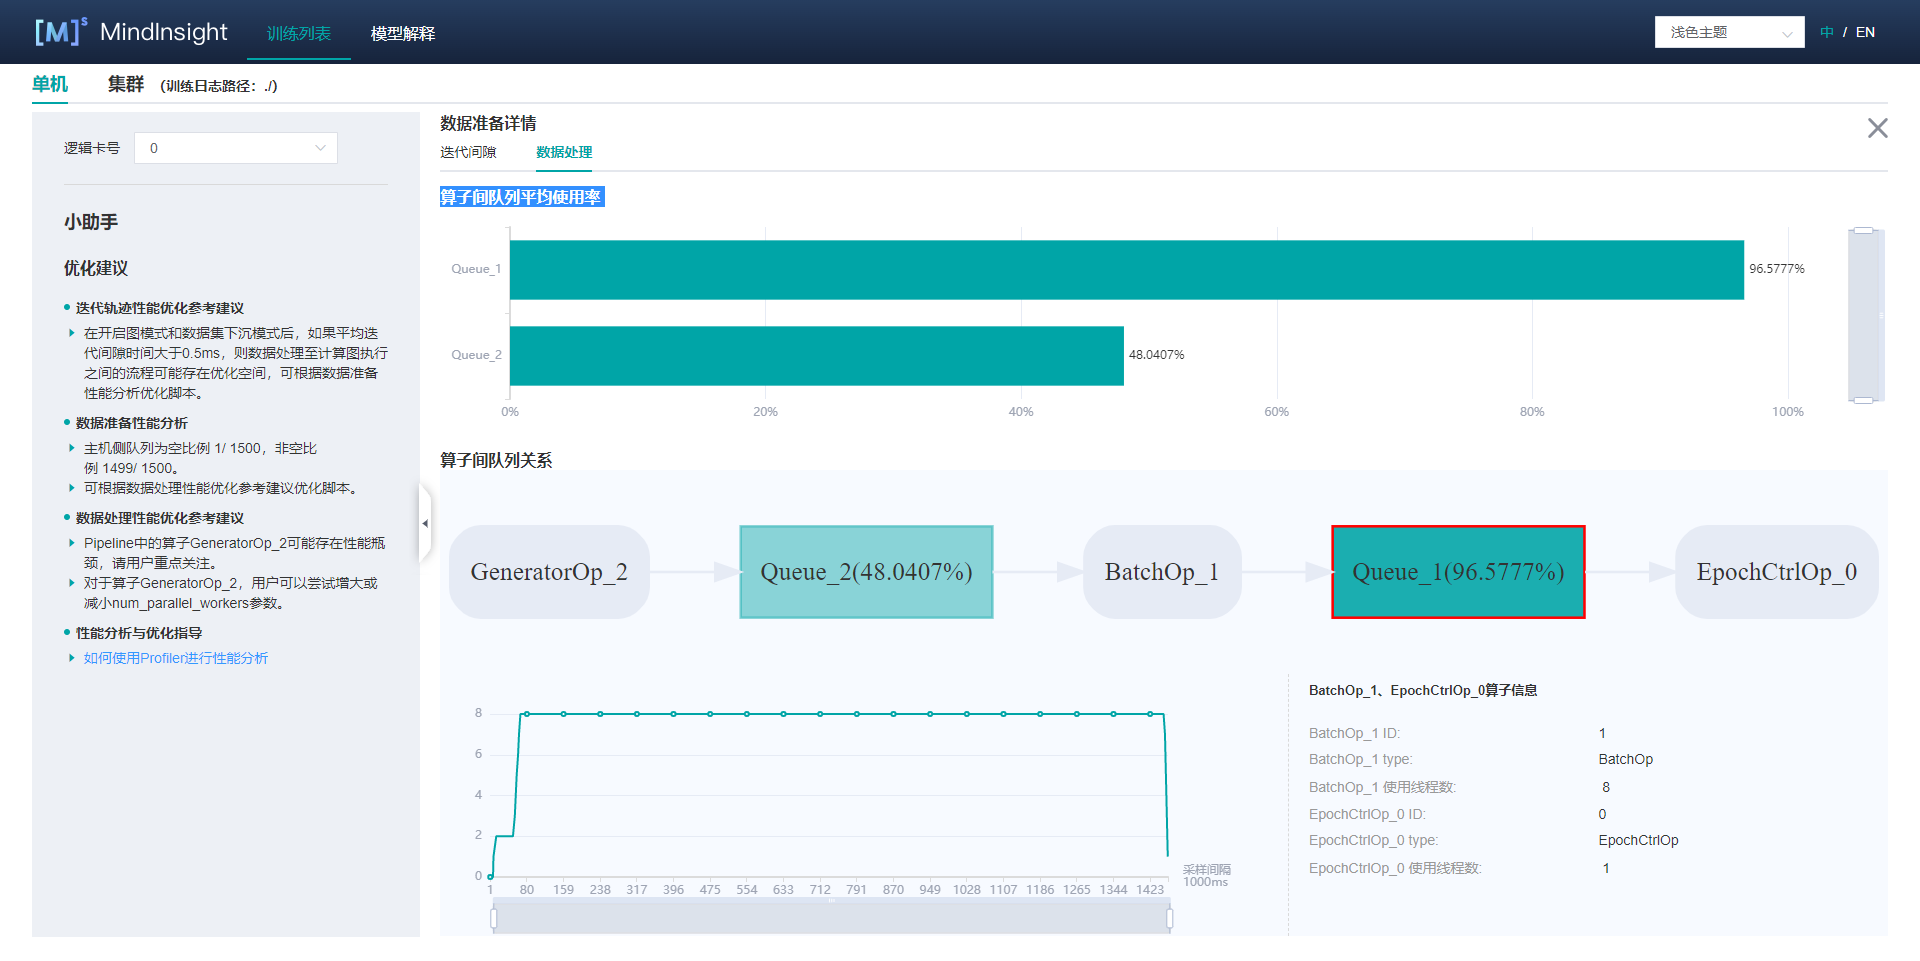 [M]s MindInsight 训练列表 模型解释 浅色主题 中 / EN
单机 集群 (训练日志路径: ./)
逻辑卡号 0
小助手
优化建议
迭代轨迹性能优化参考建议
在开启图模式和数据集下沉模式后，如果平均迭
代间隙时间大于0.5ms，则数据处理至计算图执行
之间的流程可能存在优化空间，可根据数据准备
性能分析优化脚本。
数据准备性能分析
主机侧队列为空比例 1/ 1500，非空比
例 1499/ 1500。
可根据数据处理性能优化参考建议优化脚本。
数据处理性能优化参考建议
Pipeline中的算子GeneratorOp_2可能存在性能瓶
颈，请用户重点关注。
对于算子GeneratorOp_2，用户可以尝试增大或
减小num_parallel_workers参数。
性能分析与优化指导
如何使用Profiler进行性能分析
数据准备详情
迭代间隙 数据处理
算子间队列平均使用率
Queue_1 96.5777%
Queue_2 48.0407%
0% 20% 40% 60% 80% 100%
算子间队列关系
GeneratorOp_2 Queue_2(48.0407%) BatchOp_1 Queue_1(96.5777%) EpochCtrlOp_0
8
6
4
2
0
1 80 159 238 317 396 475 554 633 712 791 870 949 1028 1107 1186 1265 1344 1423
采样间隔
1000ms
BatchOp_1、EpochCtrlOp_0算子信息
BatchOp_1 ID: 1
BatchOp_1 type: BatchOp
BatchOp_1 使用线程数: 8
EpochCtrlOp_0 ID: 0
EpochCtrlOp_0 type: EpochCtrlOp
EpochCtrlOp_0 使用线程数: 1